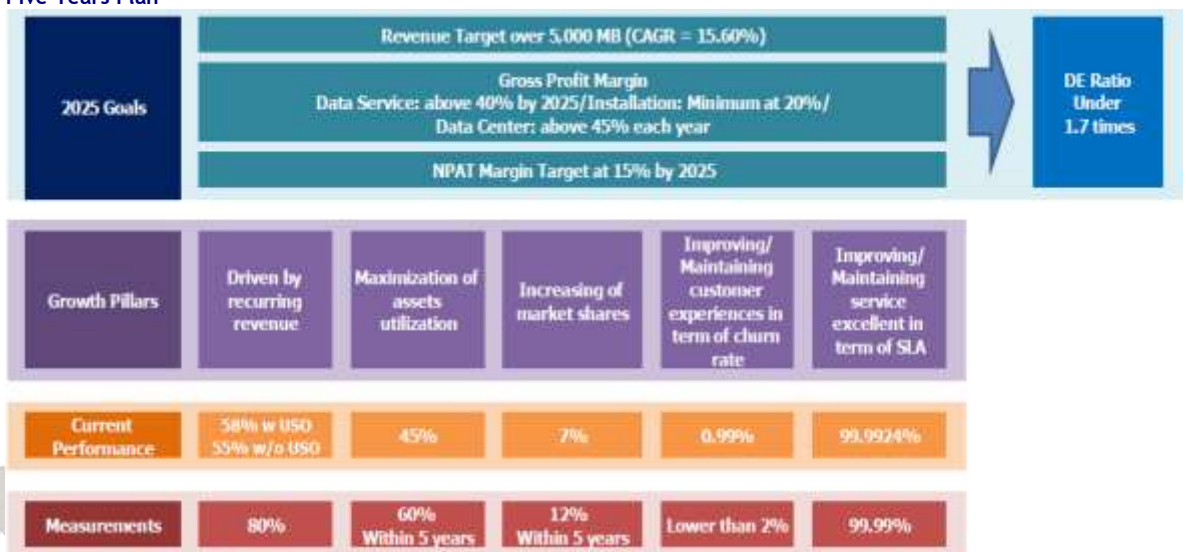 Five Years Plan
2025 Goals
Revenue Target over 5,000 MB (CAGR = 15.60%)
Gross Profit Margin
Data Service: above 40% by 2025/Installation: Minimum at 20%/
Data Center: above 45% each year
NPAT Margin Target at 15% by 2025
DE Ratio
Under
1.7 times
Growth Pillars
Driven by
recurring
revenue
Maximization of
assets
utilization
Increasing of
market shares
Improving/
Maintaining
customer
experiences in
term of churn
rate
Improving/
Maintaining
service
excellent in
term of SLA
Current
Performance
58% w USO
55% w/o USO
45%
7%
0.99%
99.9924%
Measurements
80%
60%
Within 5 years
12%
Within 5 years
Lower than 2%
99.99%